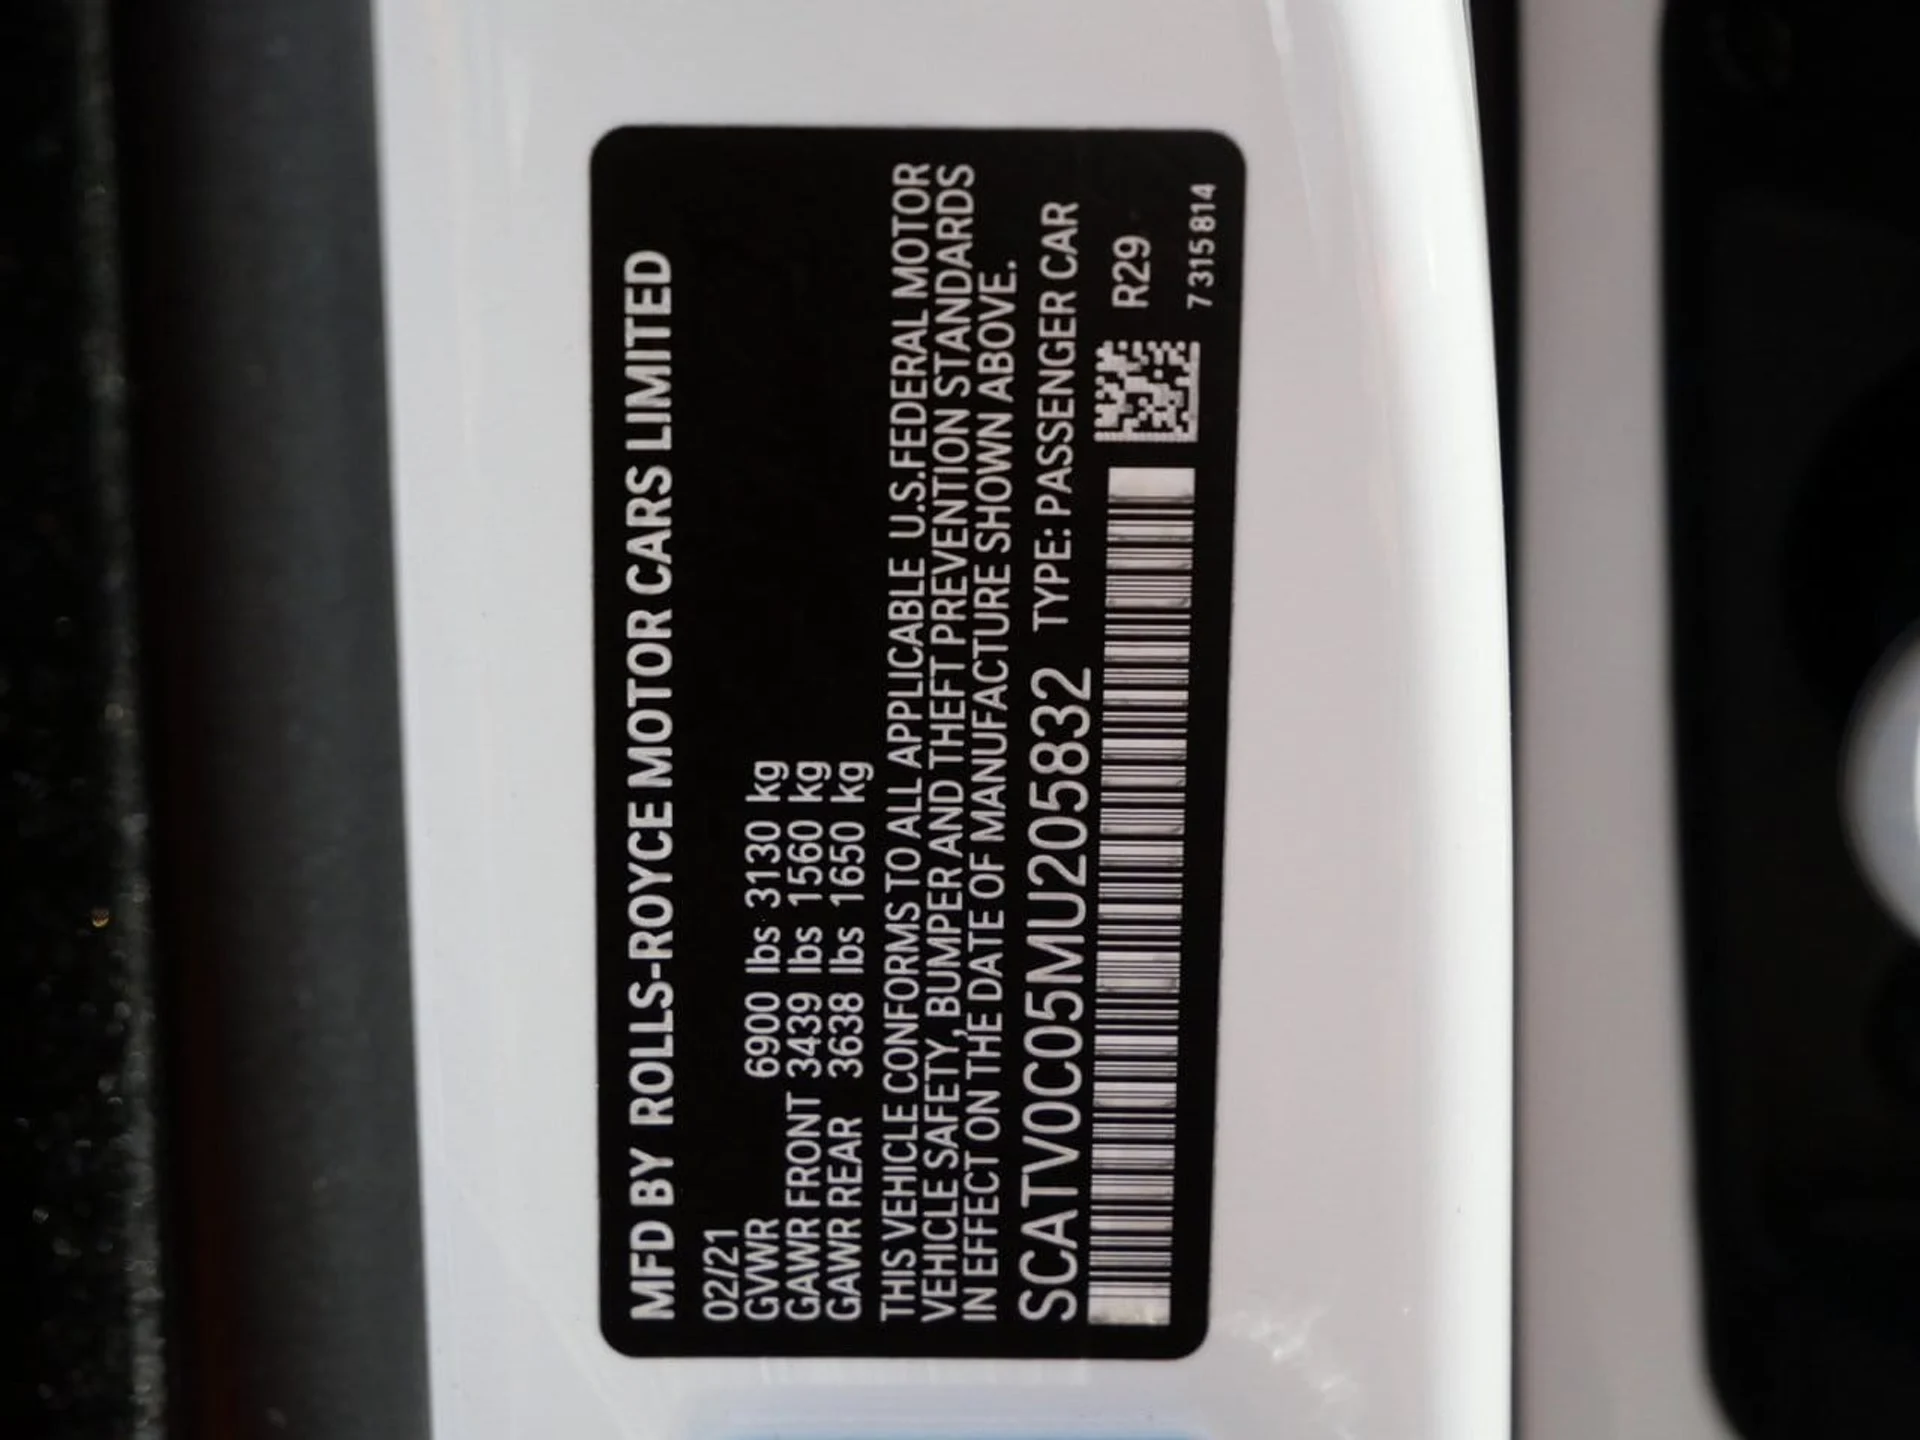 MFD BY ROLLS-ROYCE MOTOR CARS LIMITED
02/21
GVWR 6900 lbs 3130 kg
GAWR FRONT 3439 lbs 1560 kg
GAWR REAR 3638 lbs 1650 kg
THIS VEHICLE CONFORMS TO ALL APPLICABLE U.S.FEDERAL MOTOR
VEHICLE SAFETY, BUMPER AND THEFT PREVENTION STANDARDS
IN EFFECT ON THE DATE OF MANUFACTURE SHOWN ABOVE.
SCATV0C05MU205832 TYPE: PASSENGER CAR
R29
7315814